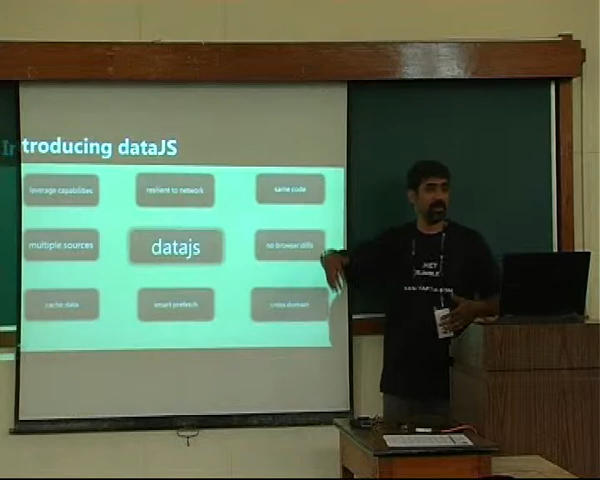 Introducing dataJS
leverage capabilities
resilient to network
same code
multiple sources
datajs
no browser diffs
cache data
smart prefetch
cross domain